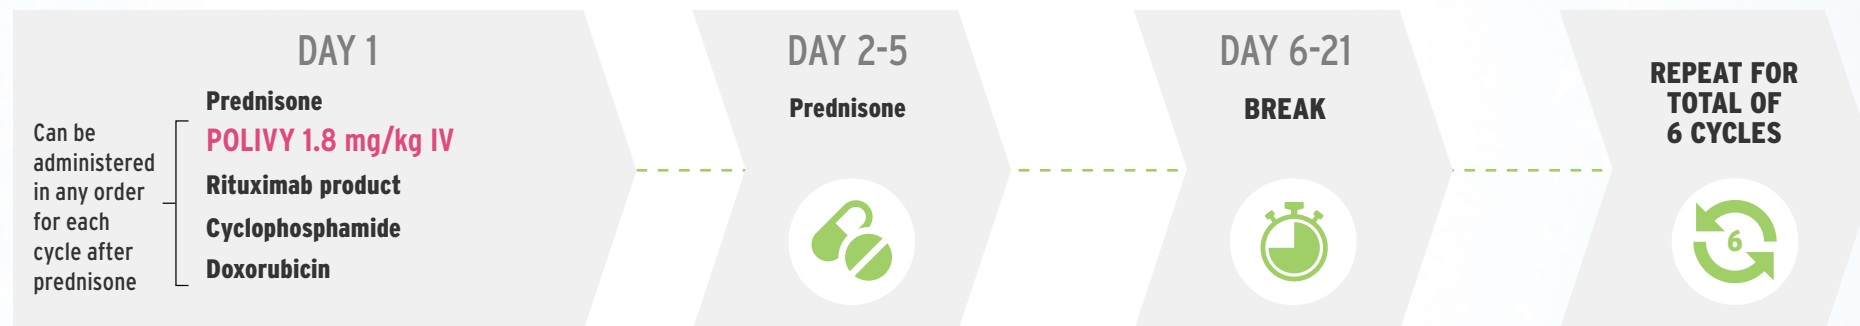 DAY 1
Prednisone
POLIVY 1.8 mg/kg IV
Rituximab product
Cyclophosphamide
Doxorubicin
Can be
administered
in any order
for each
cycle after
prednisone
DAY 2-5
Prednisone
DAY 6-21
BREAK
REPEAT FOR
TOTAL OF
6 CYCLES
6